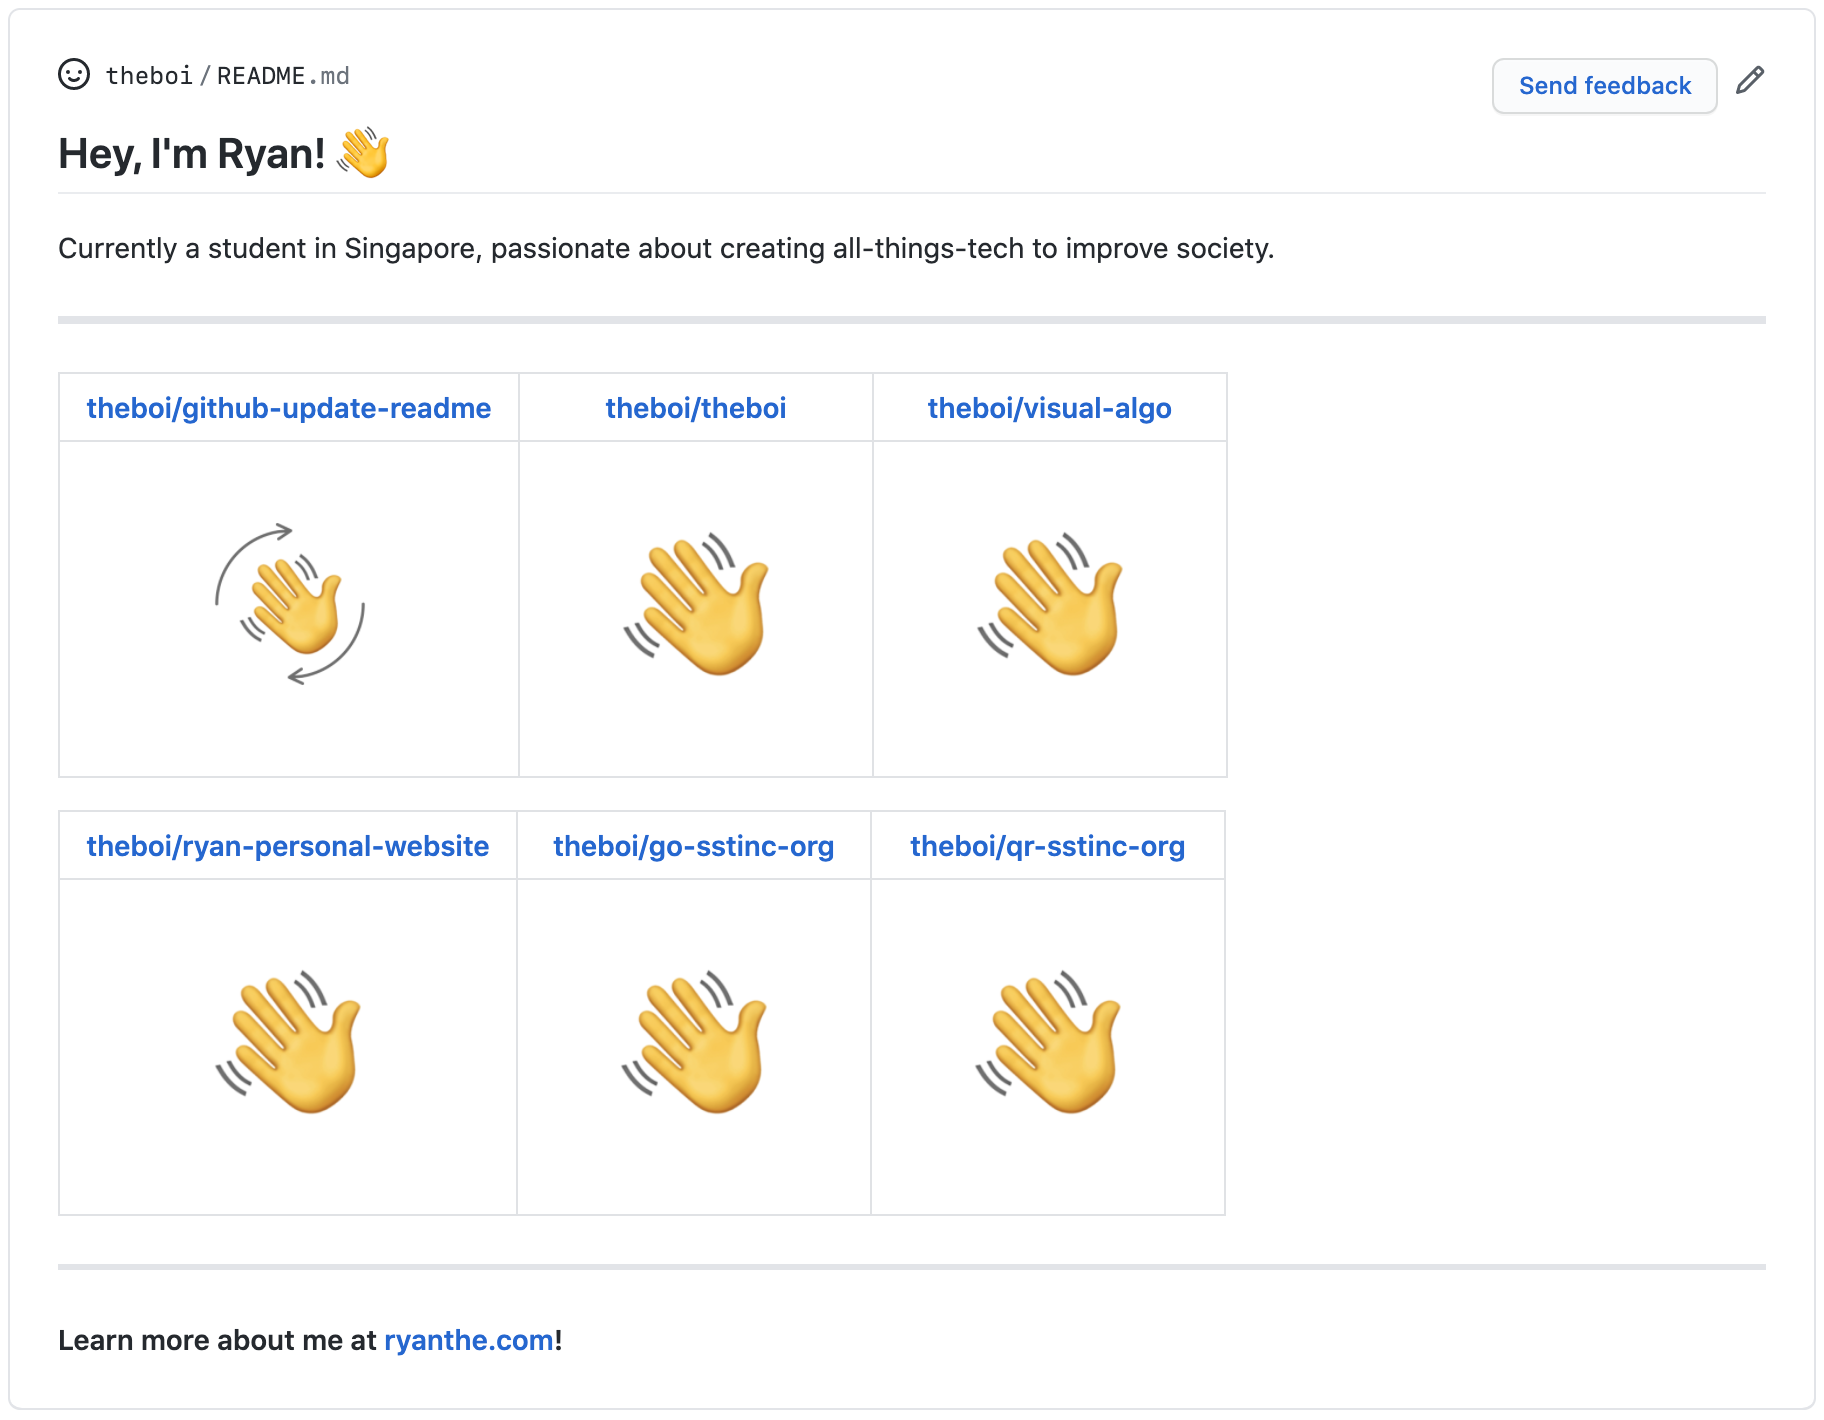 theboi/README.md
Send feedback
Hey, I'm Ryan! 👋
Currently a student in Singapore, passionate about creating all-things-tech to improve society.
theboi/github-update-readme theboi/theboi theboi/visual-algo
theboi/ryan-personal-website theboi/go-sstinc-org theboi/qr-sstinc-org
Learn more about me at ryanthe.com!